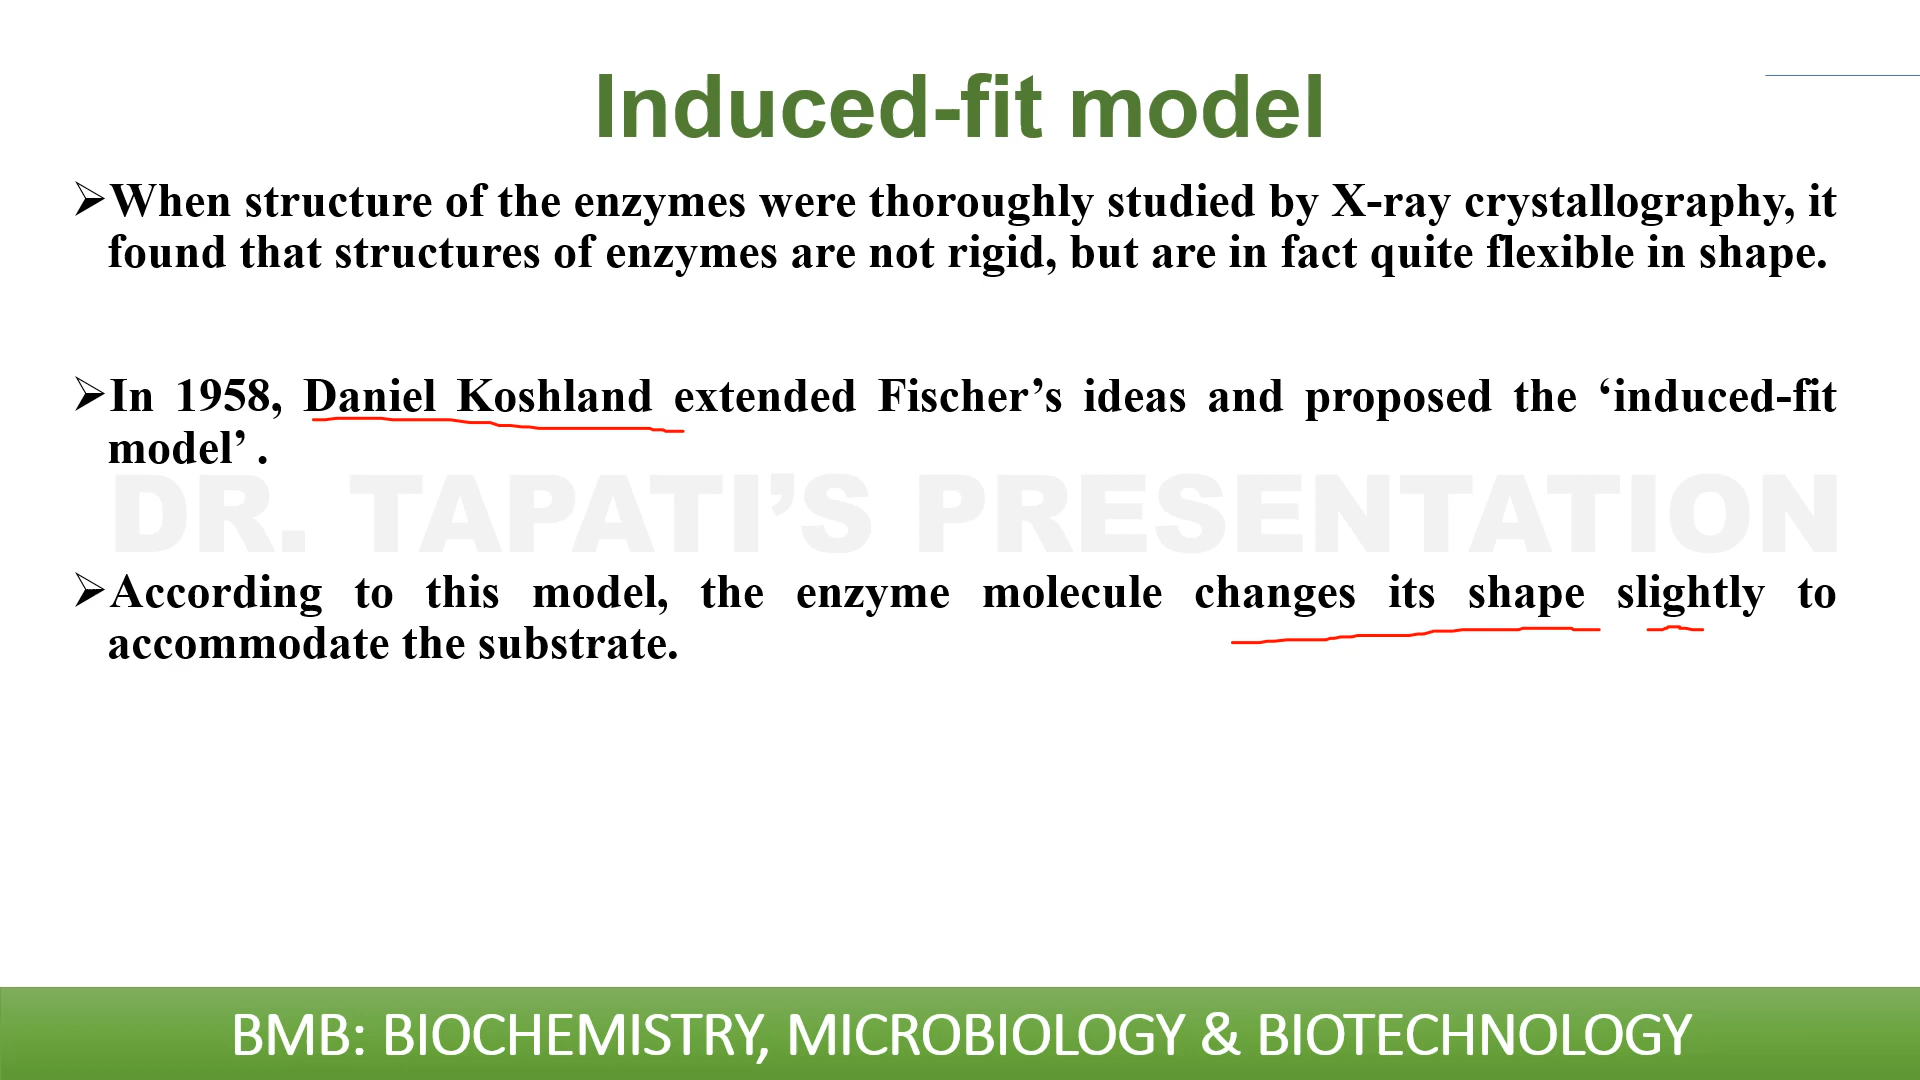 Induced-fit model
➢When structure of the enzymes were thoroughly studied by X-ray crystallography, it
found that structures of enzymes are not rigid, but are in fact quite flexible in shape.
➢In 1958, Daniel Koshland extended Fischer’s ideas and proposed the ‘induced-fit
model’ .
DR. TAPATI’S PRESENTATION
➢According to this model, the enzyme molecule changes its shape slightly to
accommodate the substrate.
BMB: BIOCHEMISTRY, MICROBIOLOGY & BIOTECHNOLOGY